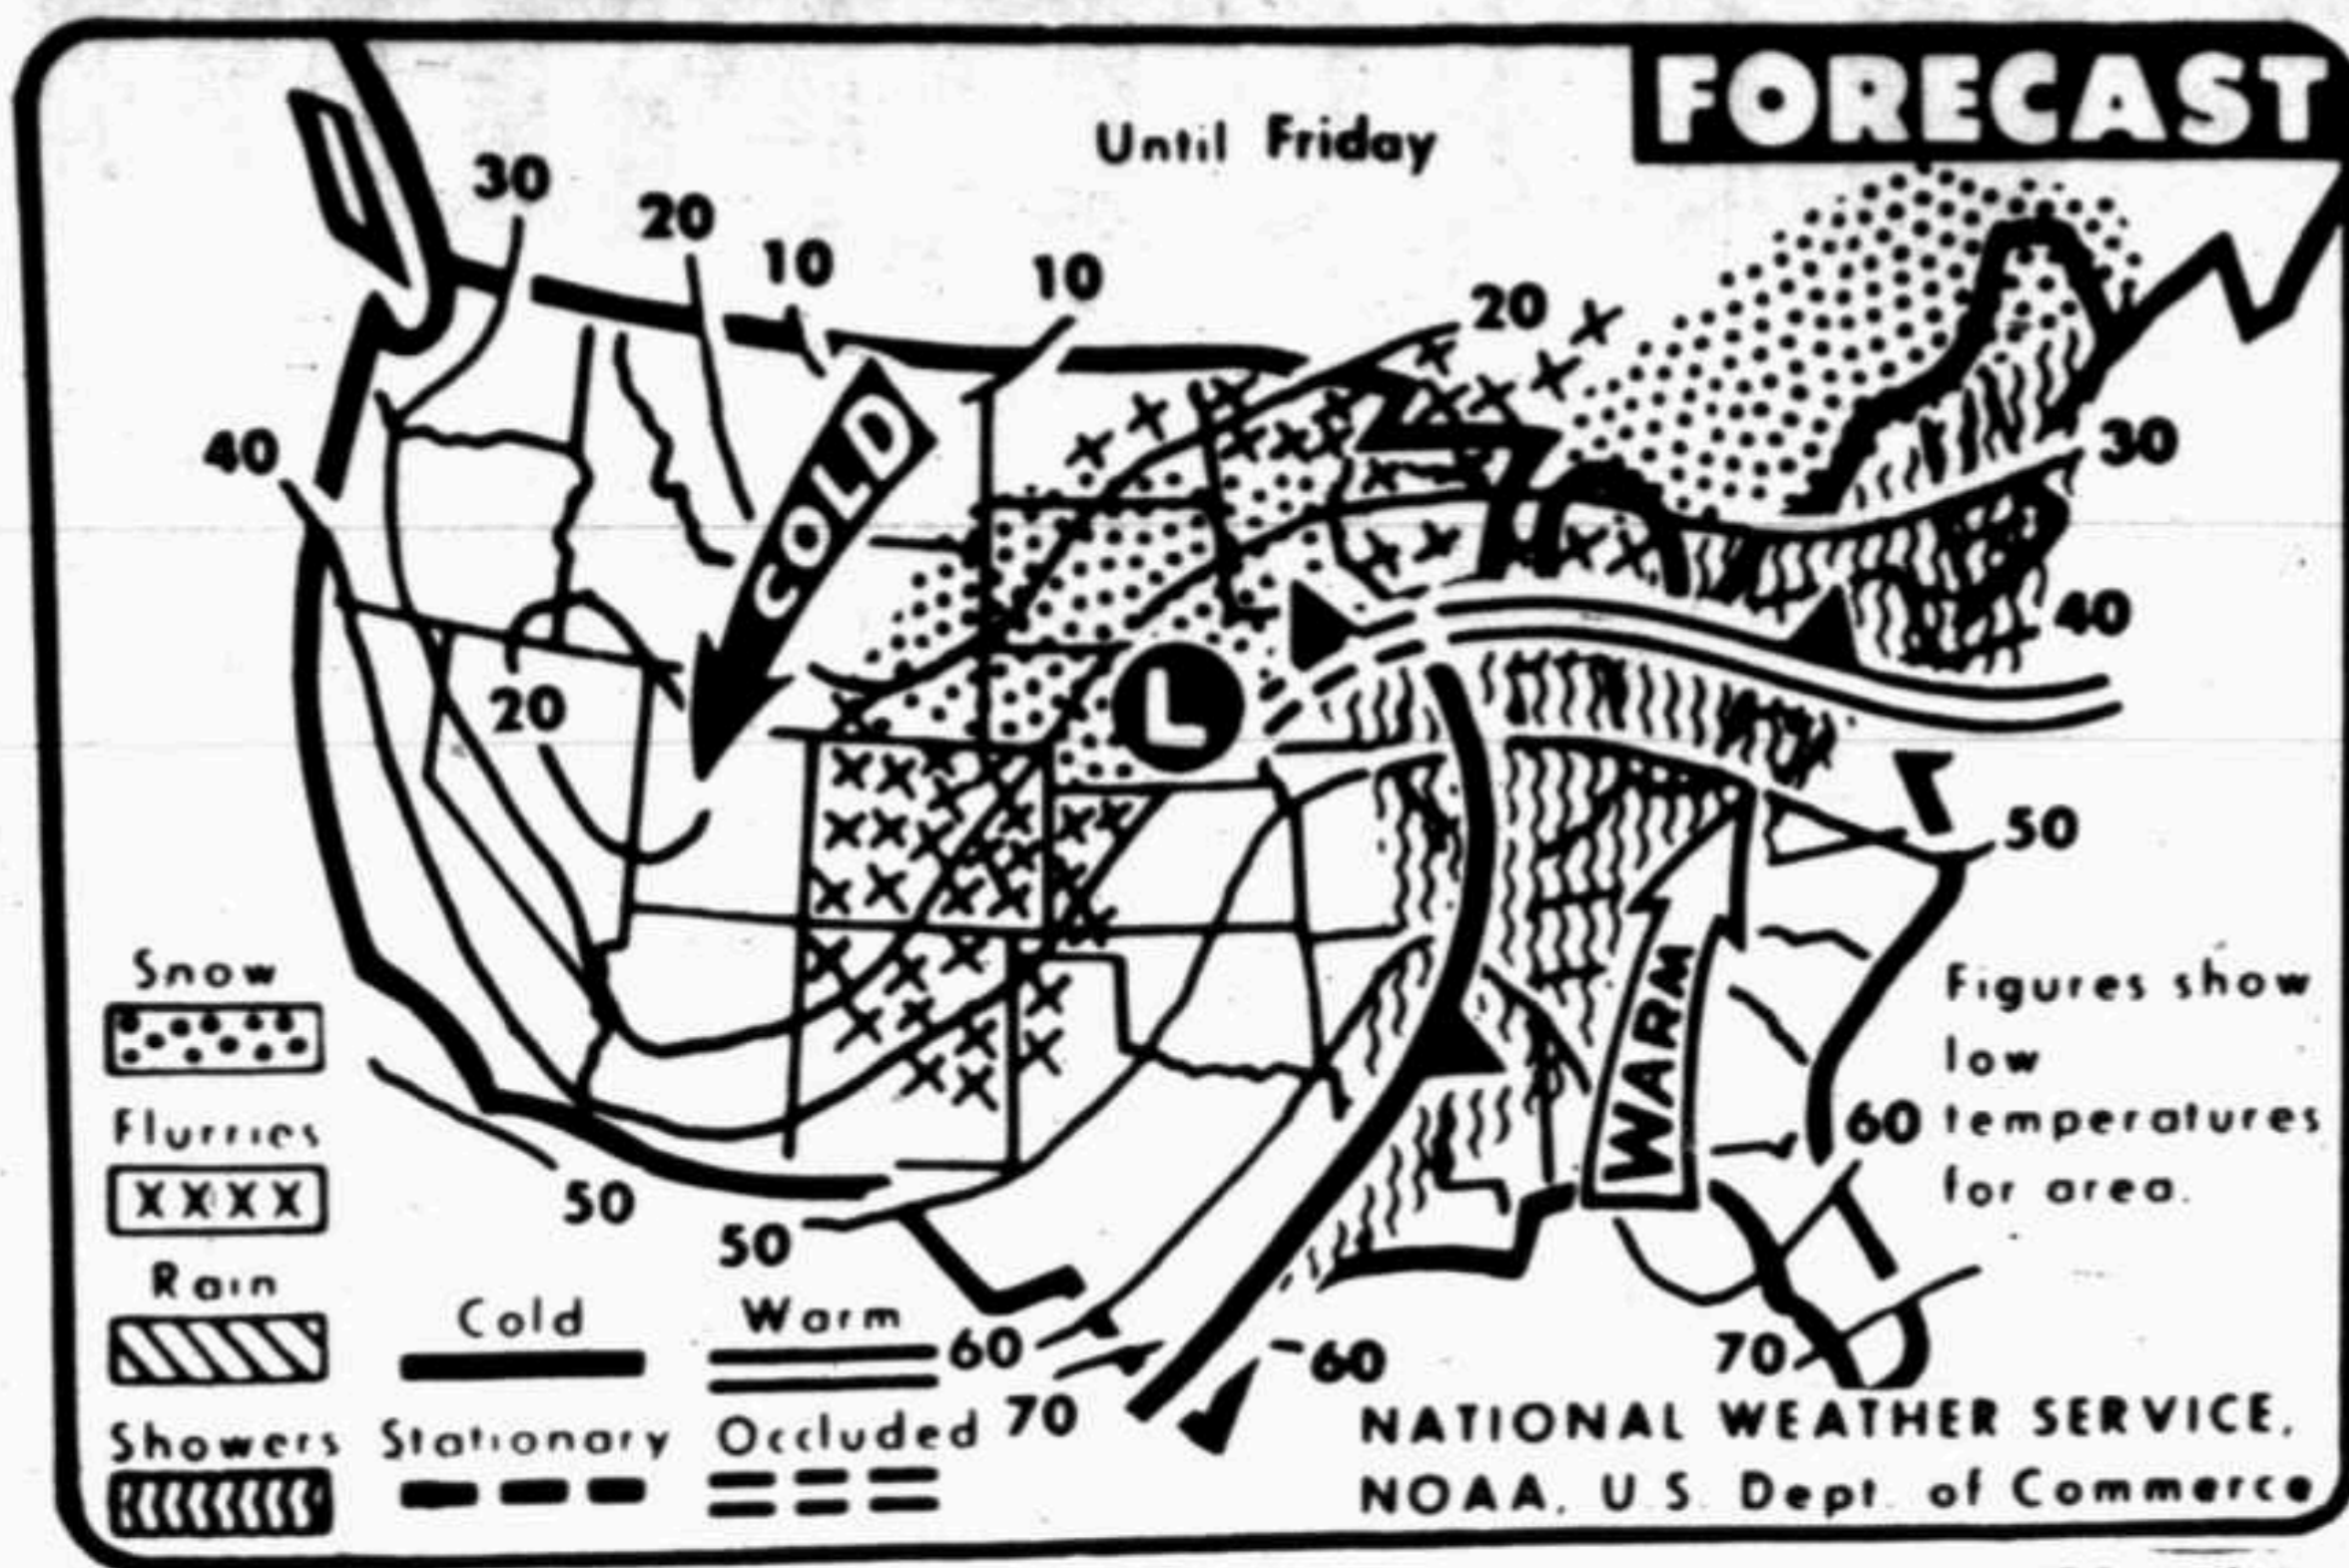 FORECAST
Until Friday
30
20
10
10
20
40
COLD
30
40
20
L
50
WARM
Snow
Figures show
low
temperatures
for area.
Flurries
XXXX
60
50
50
Rain
Cold
Warm
60
60
70
70
Showers
Stationary
Occluded
NATIONAL WEATHER SERVICE,
NOAA, U.S. Dept. of Commerce